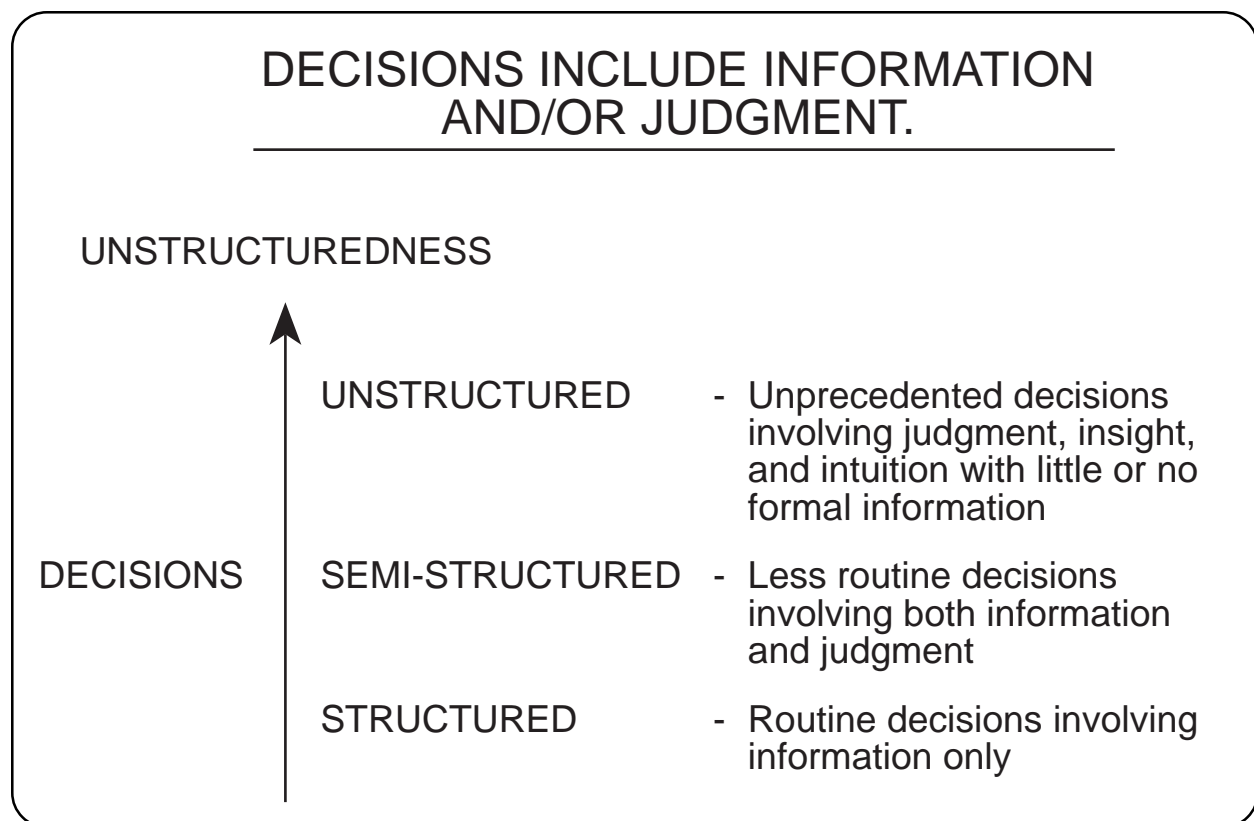 DECISIONS INCLUDE INFORMATION
AND/OR JUDGMENT.
UNSTRUCTUREDNESS
UNSTRUCTURED - Unprecedented decisions
involving judgment, insight,
and intuition with little or no
formal information
DECISIONS SEMI-STRUCTURED - Less routine decisions
involving both information
and judgment
STRUCTURED - Routine decisions involving
information only